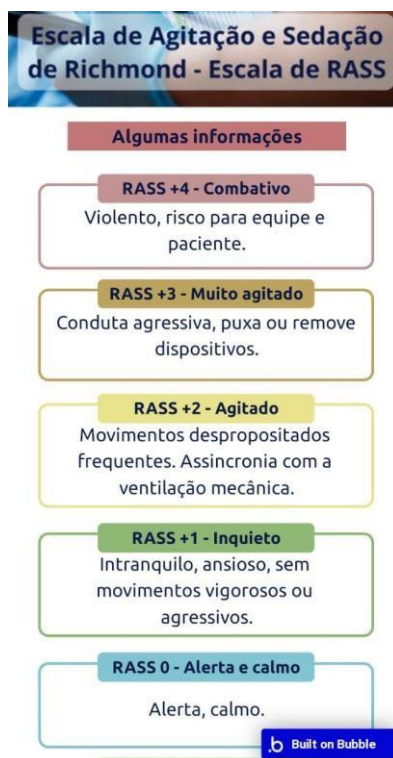 Escala de Agitação e Sedação
de Richmond - Escala de RASS
Algumas informações
RASS +4 - Combativo
Violento, risco para equipe e
paciente.
RASS +3 - Muito agitado
Conduta agressiva, puxa ou remove
dispositivos.
RASS +2 - Agitado
Movimentos despropositados
frequentes. Assincronia com a
ventilação mecânica.
RASS +1 - Inquieto
Intranquilo, ansioso, sem
movimentos vigorosos ou
agressivos.
RASS 0 - Alerta e calmo
Alerta, calmo.
Built on Bubble